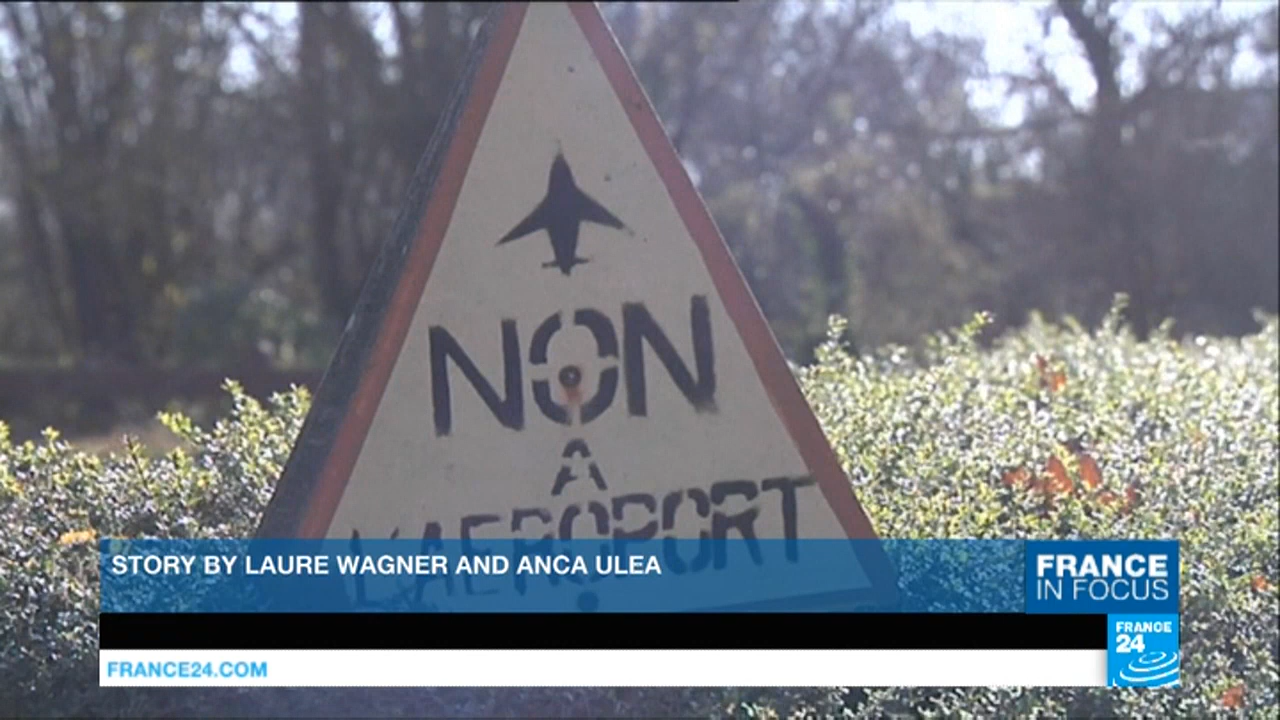 NON
A
L'AEROPORT
STORY BY LAURE WAGNER AND ANCA ULEA
FRANCE
IN FOCUS
FRANCE
24
FRANCE24.COM